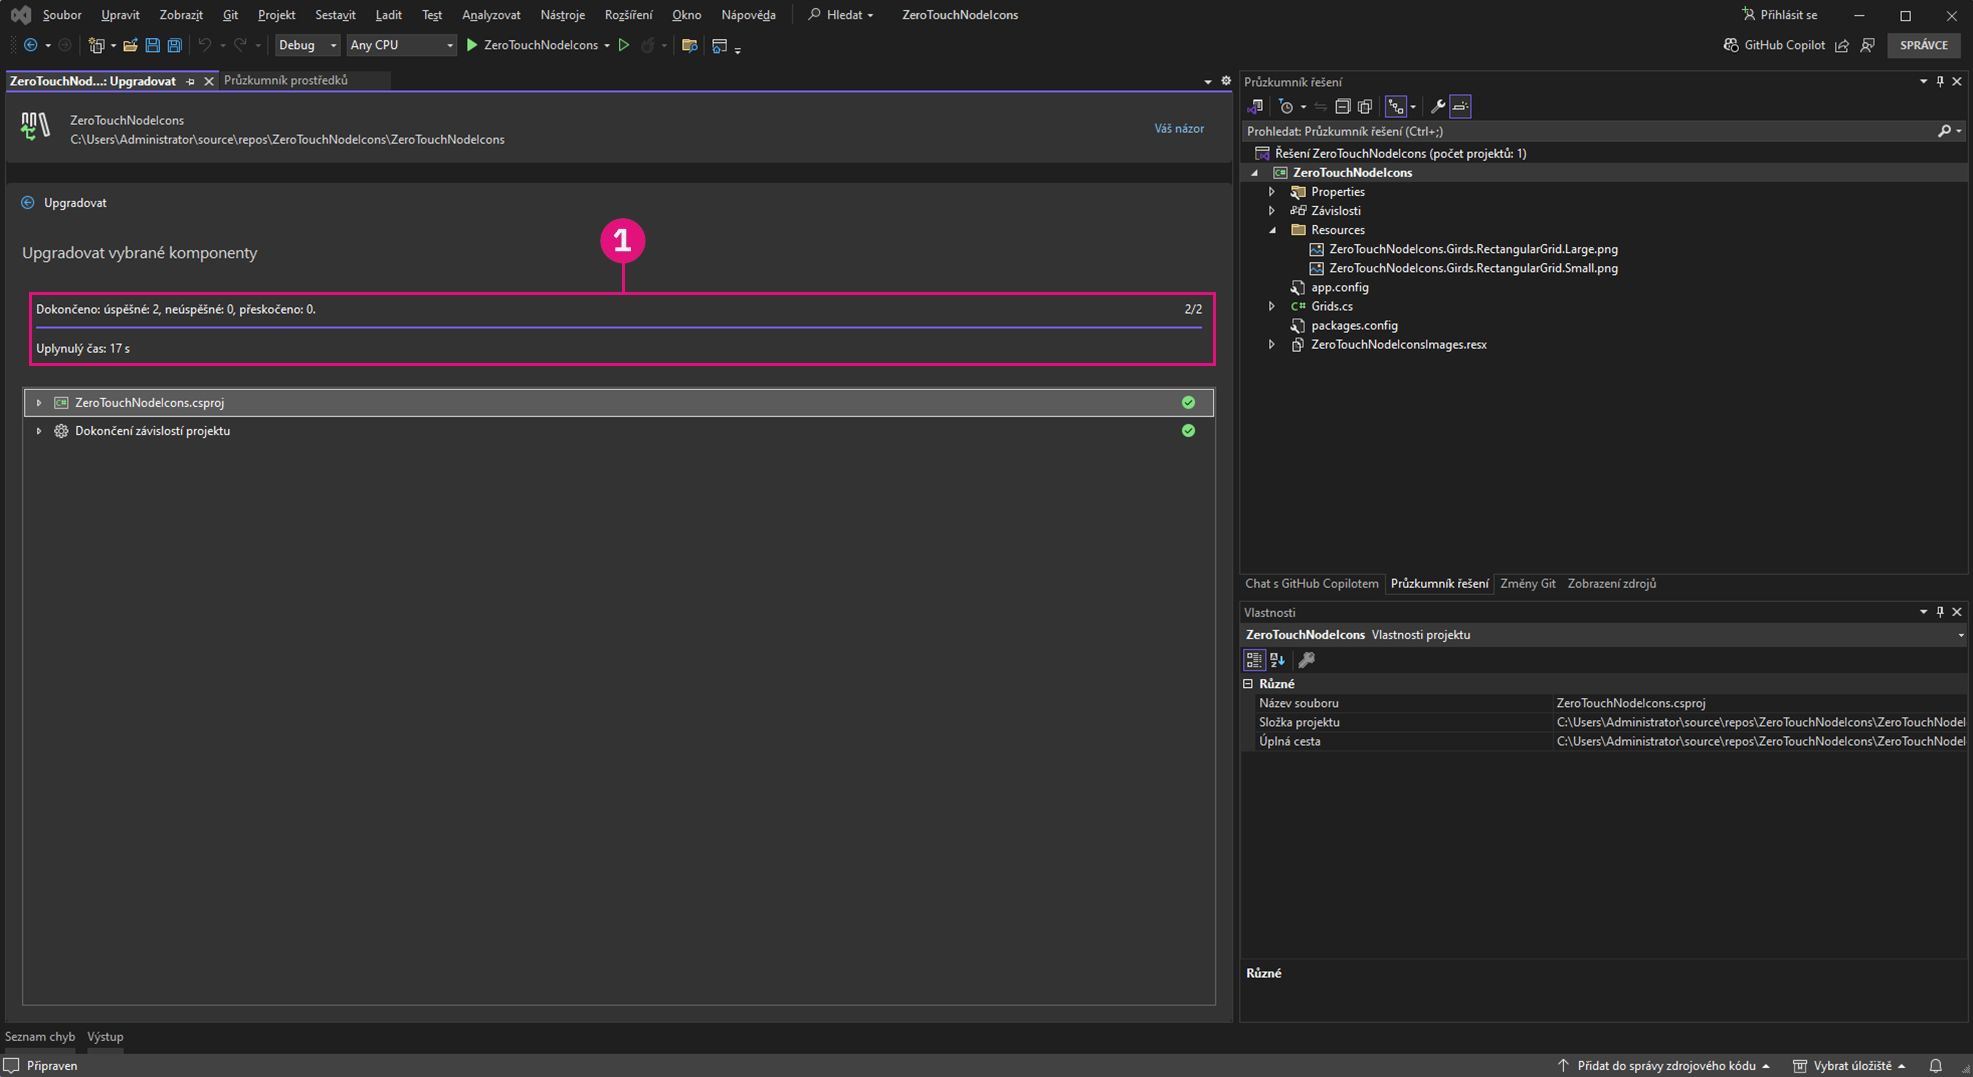 Soubor Upravit Zobrazit Git Projekt Sestavit Ladit Test Analyzovat Nástroje Rozšíření Okno Nápověda Hledat ZeroTouchNodeIcons Přihlásit se
Debug Any CPU ZeroTouchNodeIcons GitHub Copilot SPRÁVCE
ZeroTouchNod...: Upgradovat Průzkumník prostředků
ZeroTouchNodeIcons
C:\Users\Administrator\source\repos\ZeroTouchNodeIcons\ZeroTouchNodeIcons
Váš názor
Upgradovat
1
Upgradovat vybrané komponenty
Dokončeno: úspěšné: 2, neúspěšné: 0, přeskočeno: 0. 2/2
Uplynulý čas: 17 s
ZeroTouchNodeIcons.csproj
Dokončení závislostí projektu
Průzkumník řešení
Prohledat: Průzkumník řešení (Ctrl+;)
Řešení ZeroTouchNodeIcons (počet projektů: 1)
C# ZeroTouchNodeIcons
Properties
Závislosti
Resources
ZeroTouchNodeIcons.Girds.RectangularGrid.Large.png
ZeroTouchNodeIcons.Girds.RectangularGrid.Small.png
app.config
C# Grids.cs
packages.config
ZeroTouchNodeIconsImages.resx
Chat s GitHub Copilotem Průzkumník řešení Změny Git Zobrazení zdrojů
Vlastnosti
ZeroTouchNodeIcons Vlastnosti projektu
Různé
Název souboru ZeroTouchNodeIcons.csproj
Složka projektu C:\Users\Administrator\source\repos\ZeroTouchNodeIcons\ZeroTouchNodeI
Úplná cesta C:\Users\Administrator\source\repos\ZeroTouchNodeIcons\ZeroTouchNodeI
Různé
Seznam chyb Výstup
Připraven Přidat do správy zdrojového kódu Vybrat úložiště